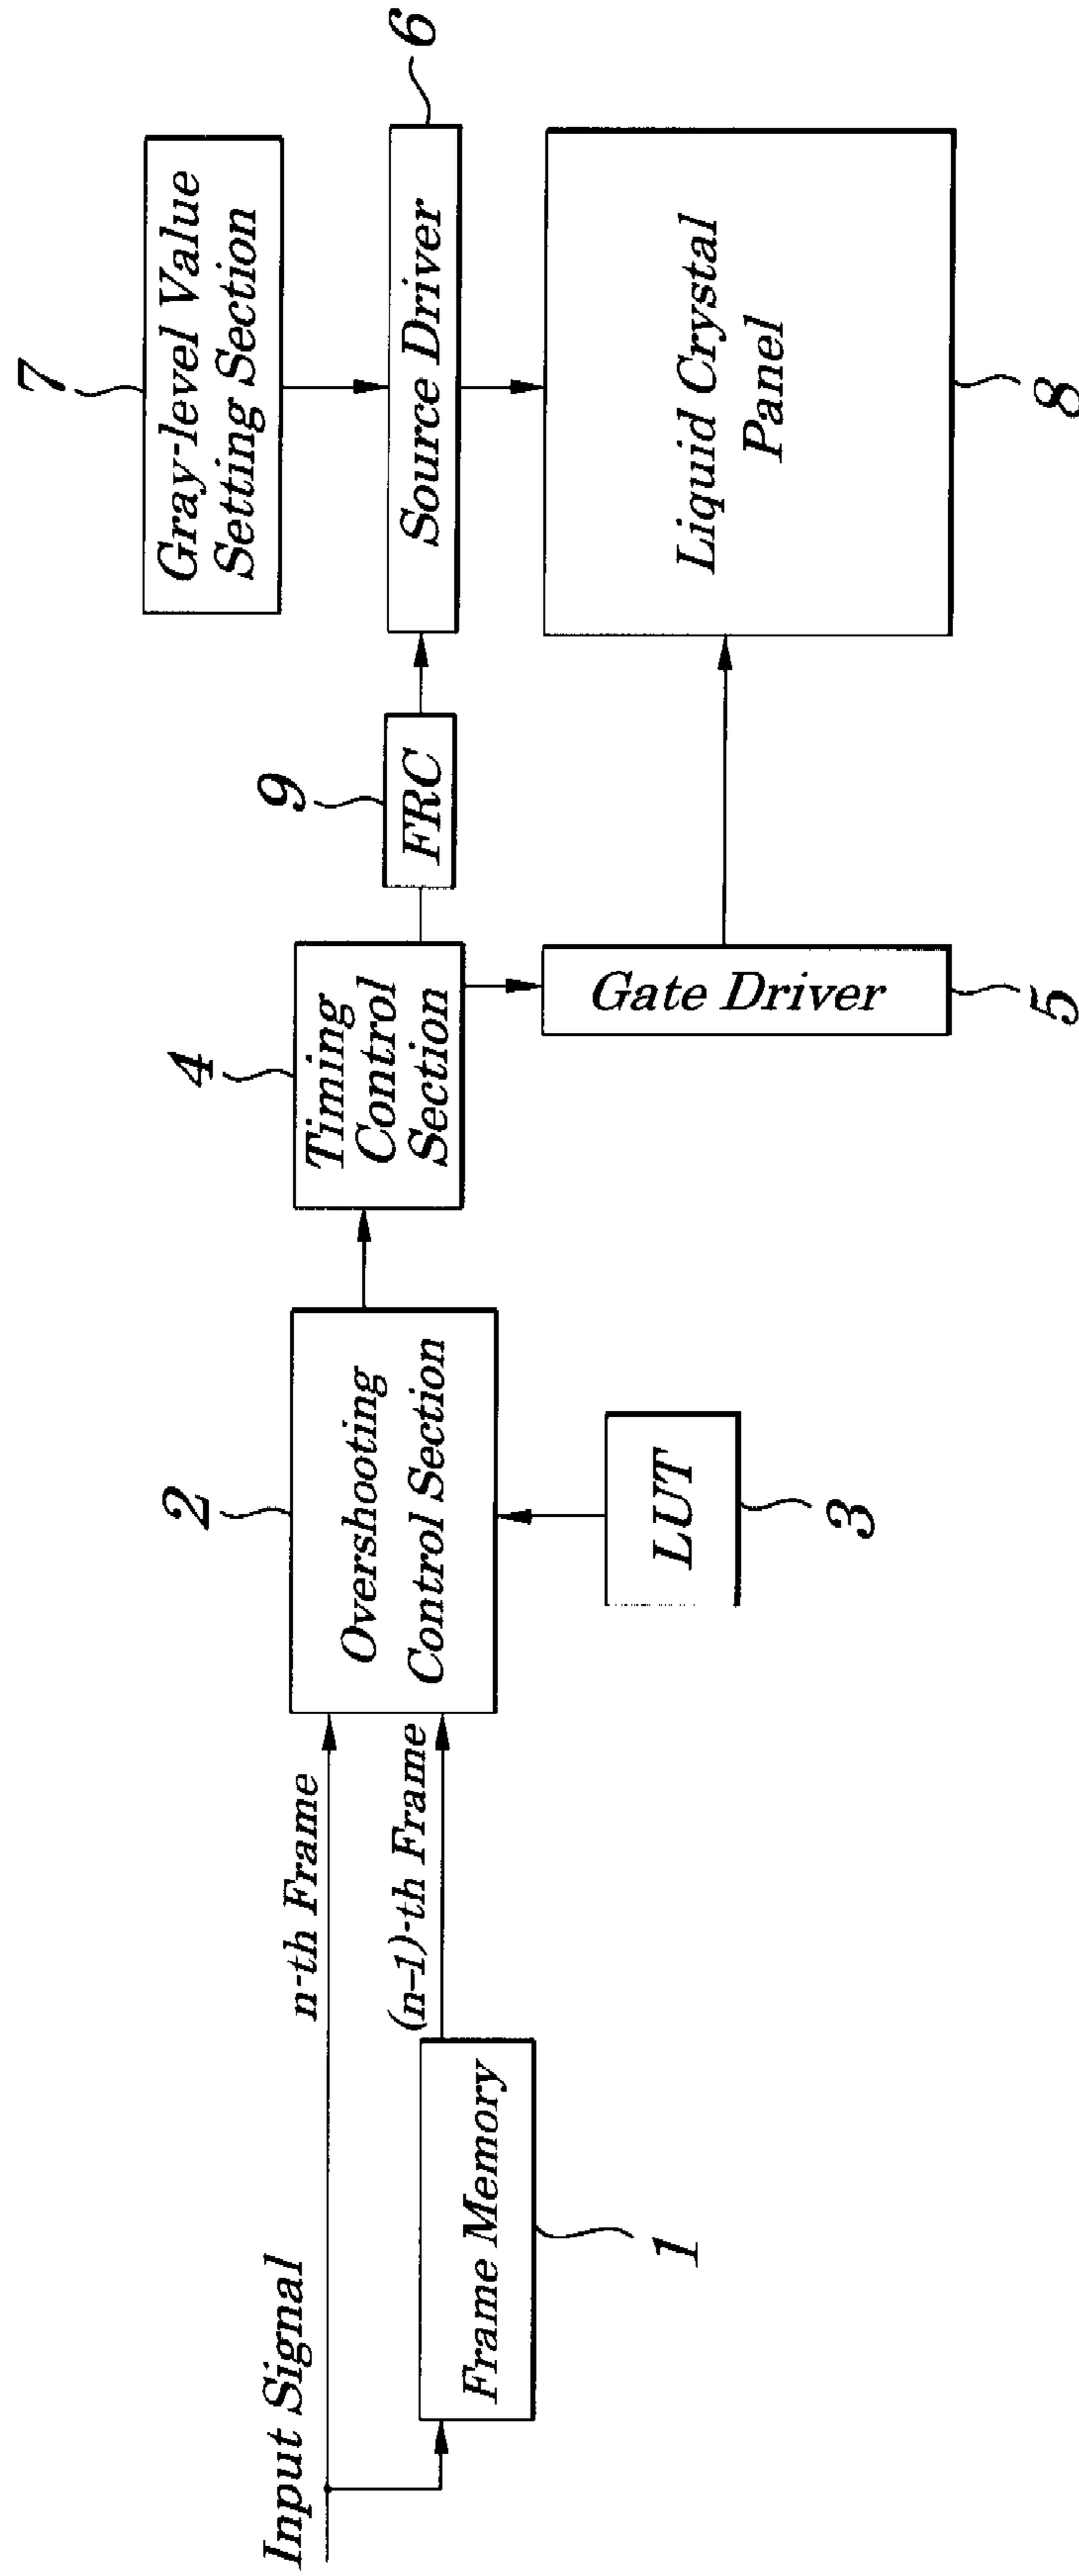 Input Signal
n-th Frame
(n-1)-th Frame
Frame Memory
1
2
Overshooting
Control Section
LUT
3
4
Timing
Control
Section
9
FRC
Gate Driver
5
7
Gray-level Value
Setting Section
Source Driver
6
Liquid Crystal
Panel
8